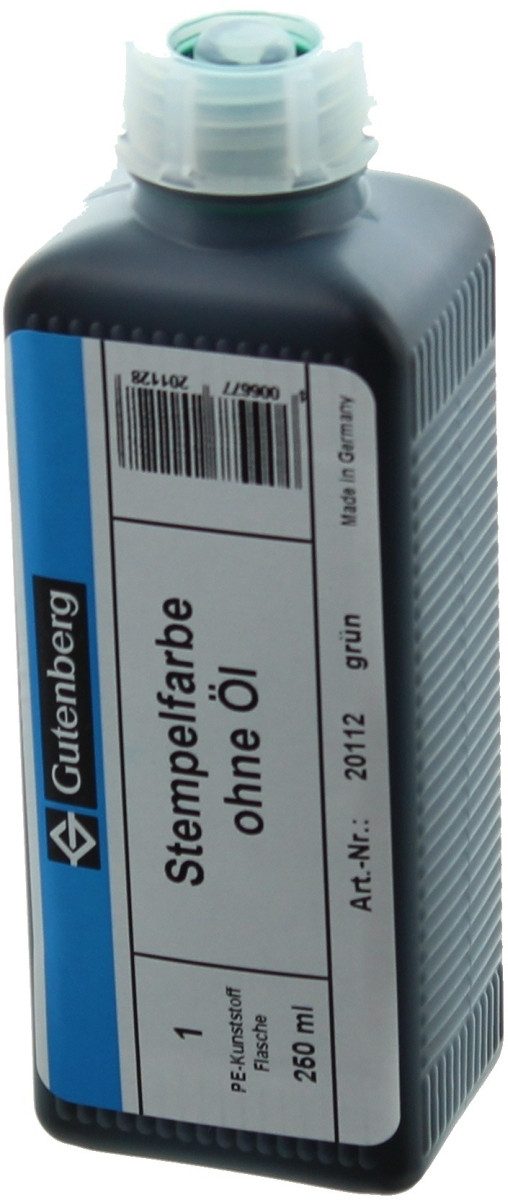 Gutenberg
1
PE-Kunststoff
Flasche
250 ml
Stempelfarbe
ohne Öl
4 006677 201128
Art.-Nr.: 20112 grün Made in Germany